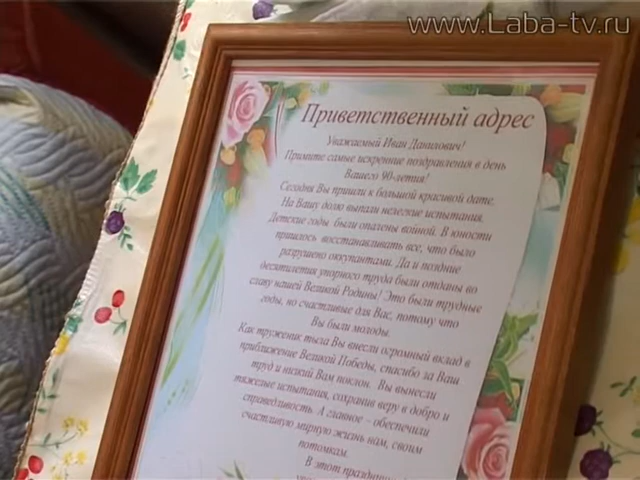 www.Laba-tv.ru
Приветственный адрес
Уважаемый Иван Данилович!
Примите самые искренние поздравления в день
Вашего 90-летия!
Сегодня Вы пришли к большой красивой дате.
На Вашу долю выпали нелегкие испытания.
Детские годы были опалены войной. В юности
пришлось восстанавливать все, что было
разрушено оккупантами. Да и поздние
десятилетия упорного труда были отданы во
славу нашей Великой Родины! Это были трудные
годы, но счастливые для Вас, потому что
Вы были молоды.
Как труженик тыла Вы внесли огромный вклад в
приближение Великой Победы, спасибо за Ваш
труд и низкий Вам поклон. Вы вынесли
тяжелые испытания, сохранив веру в добро и
справедливость. А главное - обеспечили
счастливую мирную жизнь нам, своим
потомкам.
В этот